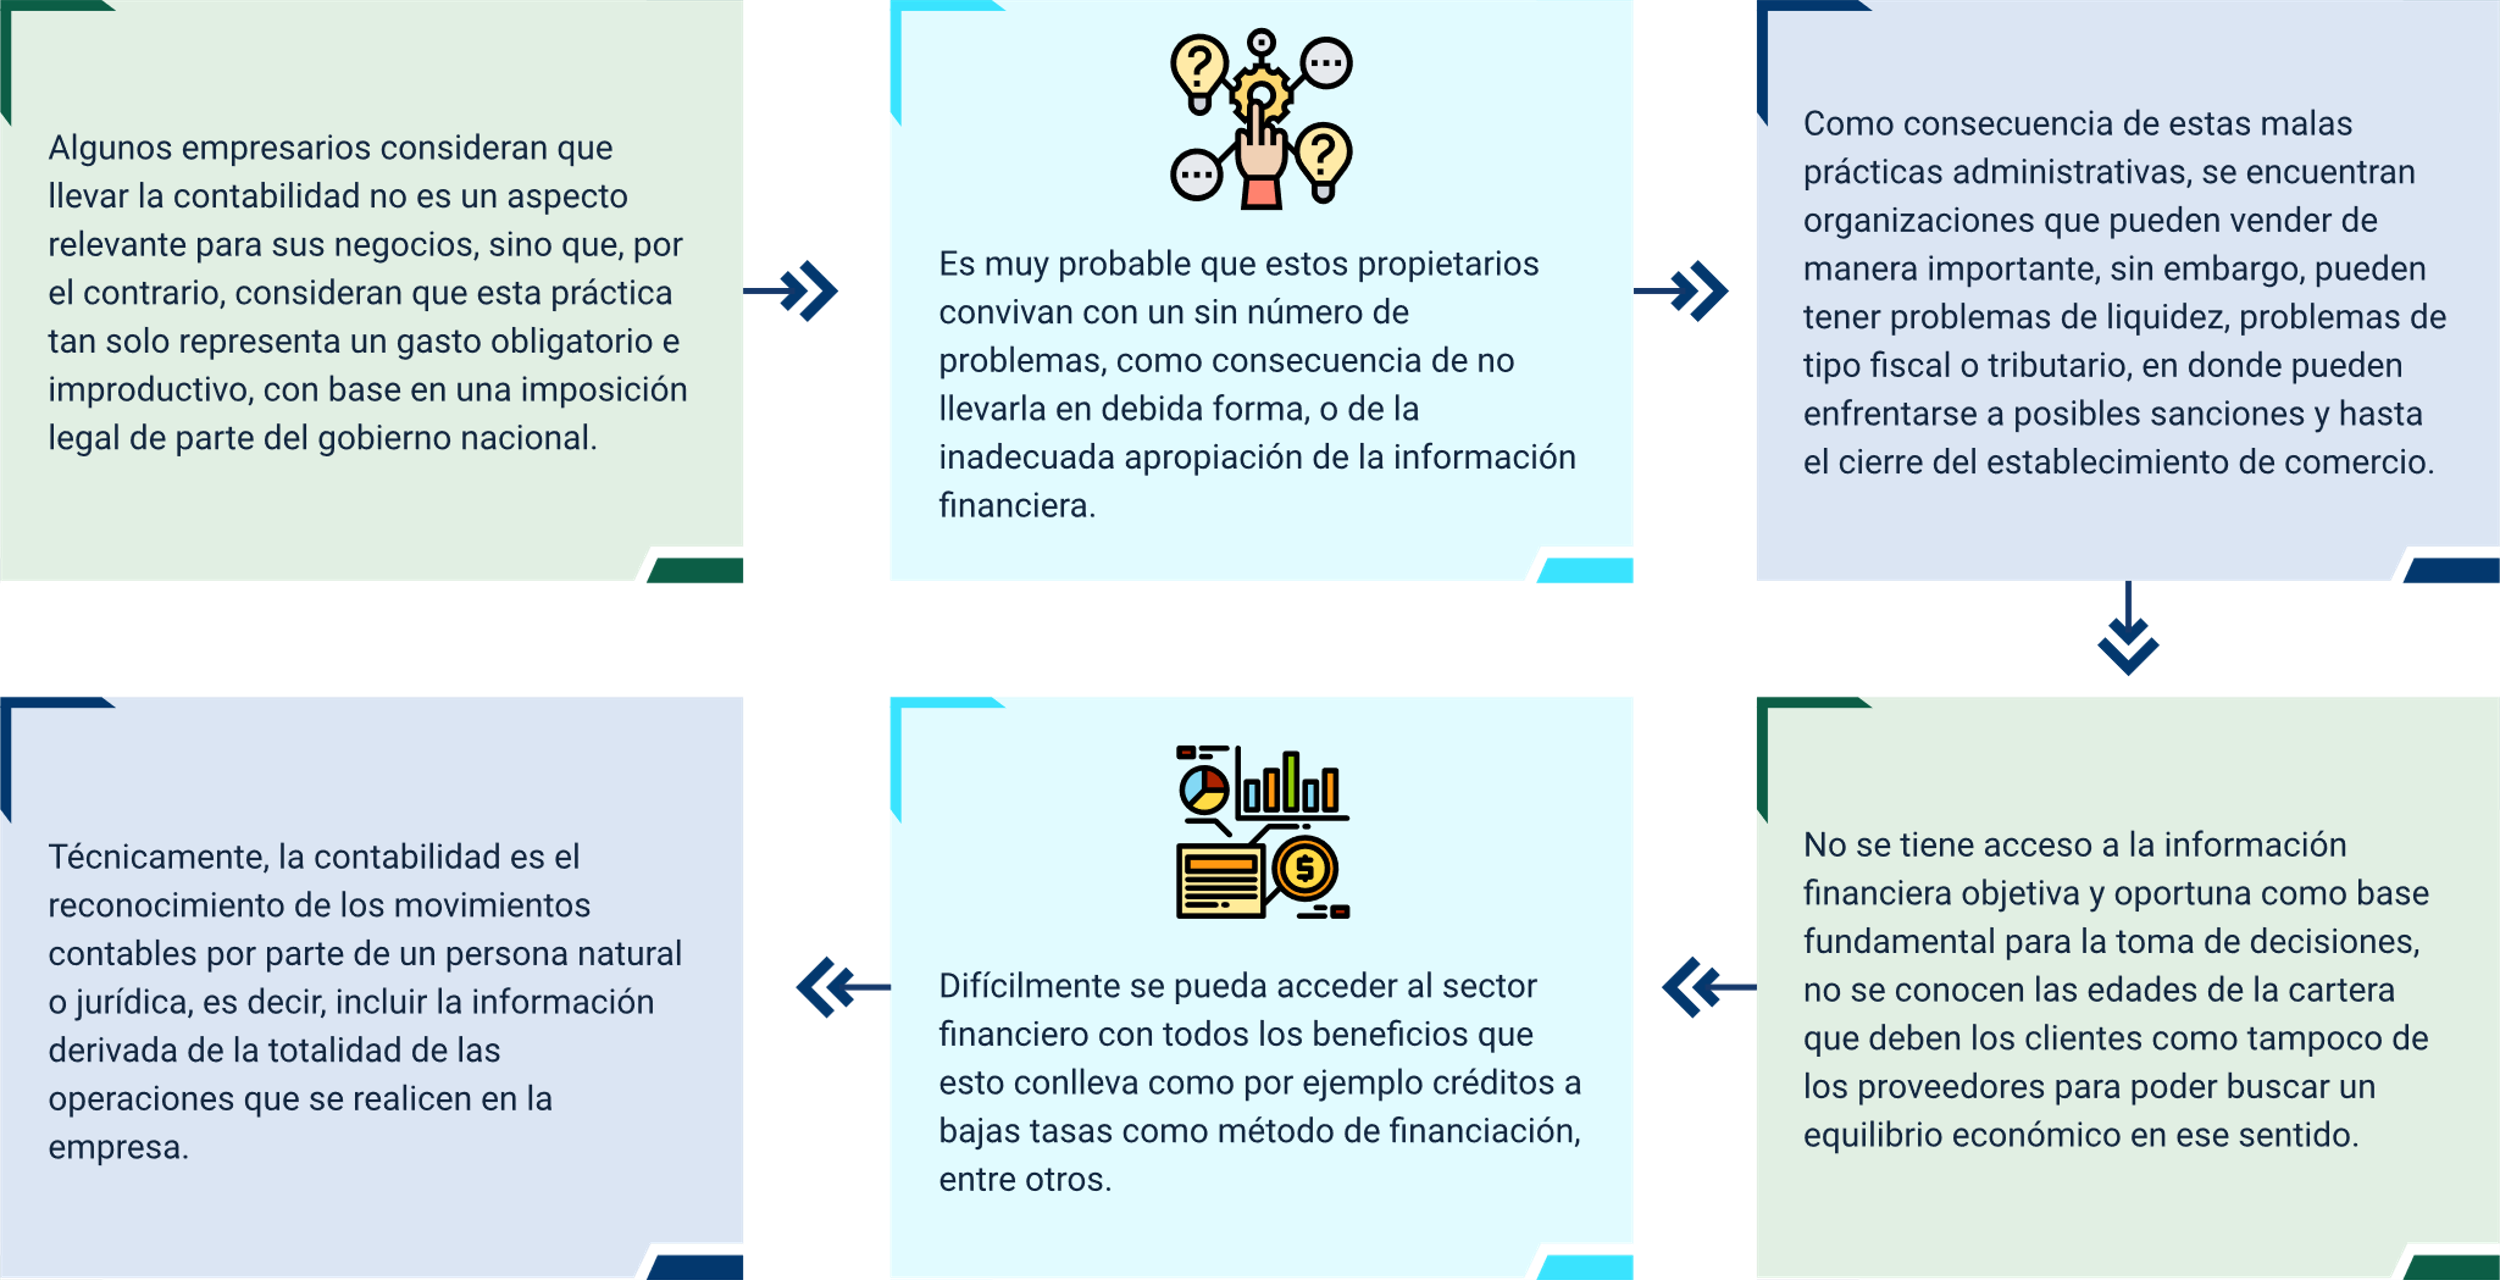 Algunos empresarios consideran que
llevar la contabilidad no es un aspecto
relevante para sus negocios, sino que, por
el contrario, consideran que esta práctica
tan solo representa un gasto obligatorio e
improductivo, con base en una imposición
legal de parte del gobierno nacional.
Es muy probable que estos propietarios
convivan con un sin número de
problemas, como consecuencia de no
llevarla en debida forma, o de la
inadecuada apropiación de la información
financiera.
Como consecuencia de estas malas
prácticas administrativas, se encuentran
organizaciones que pueden vender de
manera importante, sin embargo, pueden
tener problemas de liquidez, problemas de
tipo fiscal o tributario, en donde pueden
enfrentarse a posibles sanciones y hasta
el cierre del establecimiento de comercio.
No se tiene acceso a la información
financiera objetiva y oportuna como base
fundamental para la toma de decisiones,
no se conocen las edades de la cartera
que deben los clientes como tampoco de
los proveedores para poder buscar un
equilibrio económico en ese sentido.
Difícilmente se pueda acceder al sector
financiero con todos los beneficios que
esto conlleva como por ejemplo créditos a
bajas tasas como método de financiación,
entre otros.
Técnicamente, la contabilidad es el
reconocimiento de los movimientos
contables por parte de un persona natural
o jurídica, es decir, incluir la información
derivada de la totalidad de las
operaciones que se realicen en la
empresa.